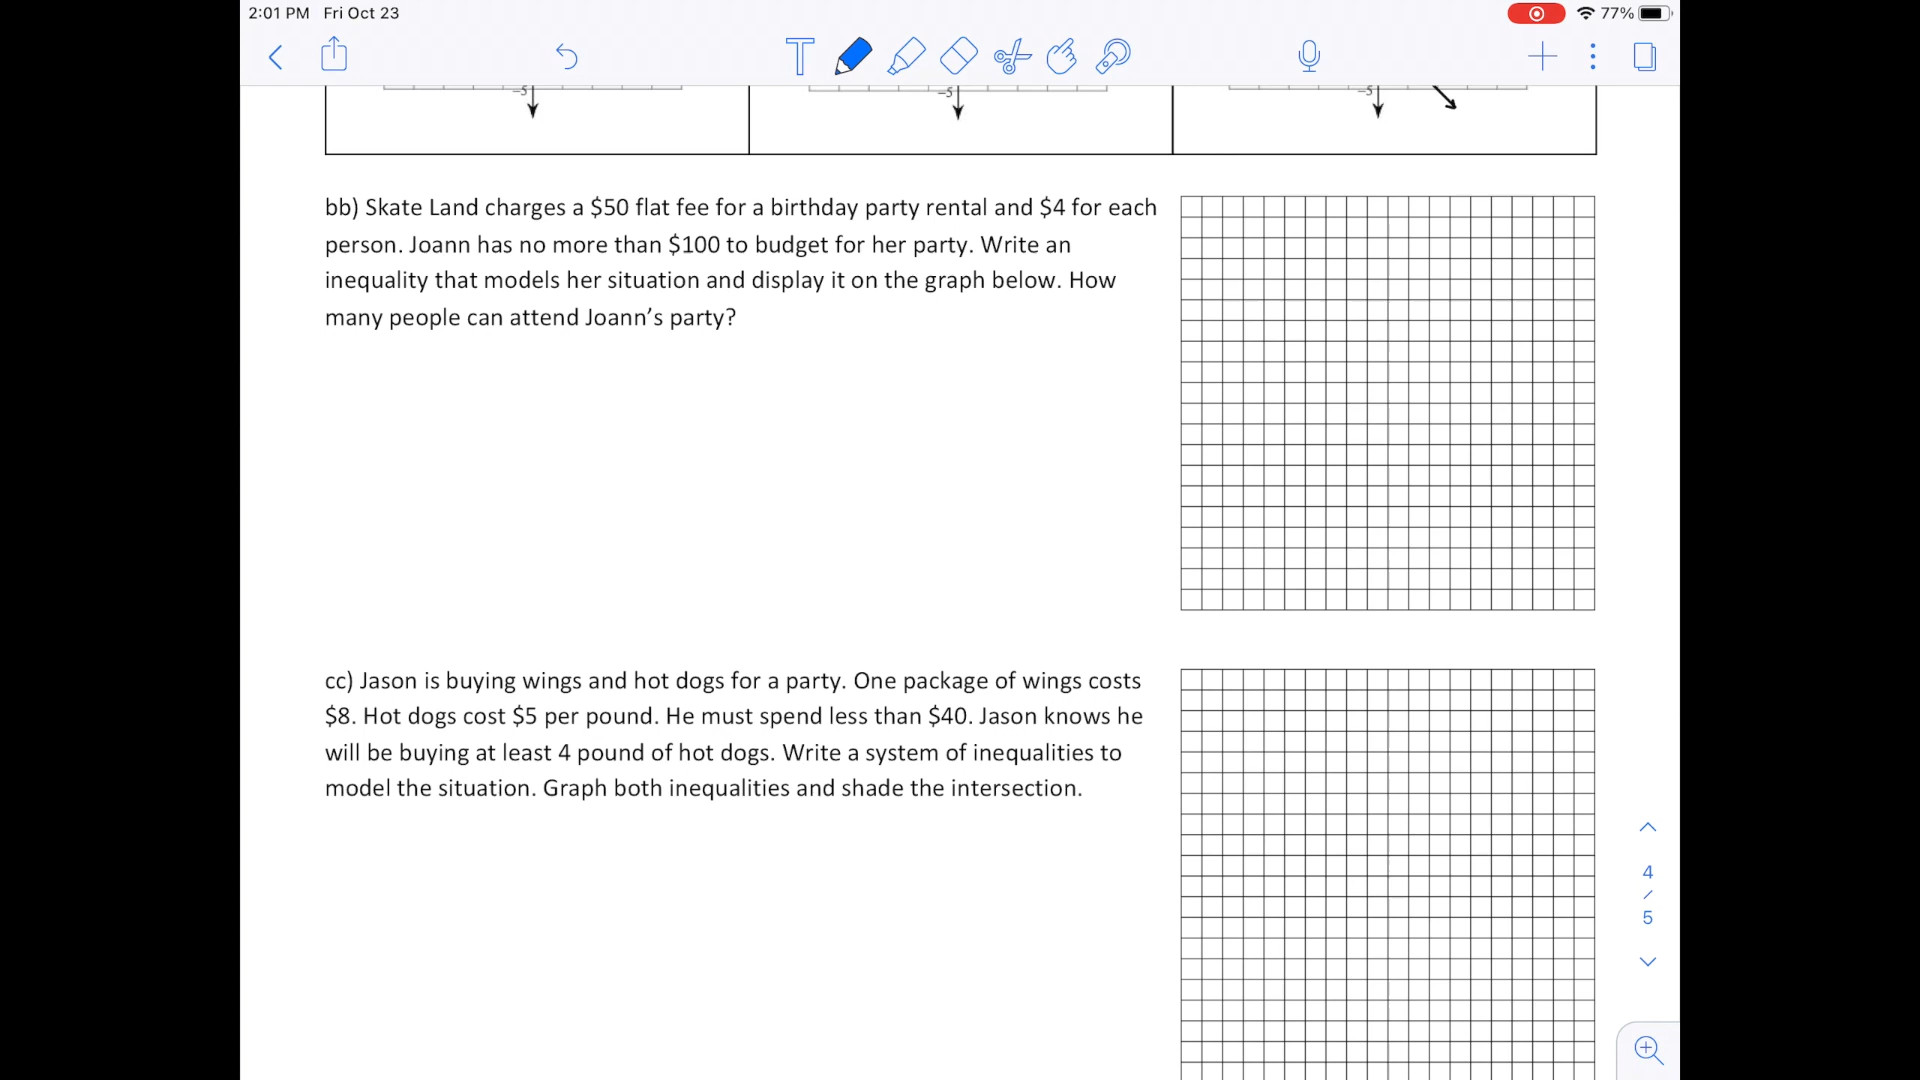 2:01 PM Fri Oct 23
77%
T
-5
-5
-5
bb) Skate Land charges a $50 flat fee for a birthday party rental and $4 for each
person. Joann has no more than $100 to budget for her party. Write an
inequality that models her situation and display it on the graph below. How
many people can attend Joann’s party?
cc) Jason is buying wings and hot dogs for a party. One package of wings costs
$8. Hot dogs cost $5 per pound. He must spend less than $40. Jason knows he
will be buying at least 4 pound of hot dogs. Write a system of inequalities to
model the situation. Graph both inequalities and shade the intersection.
4
/
5